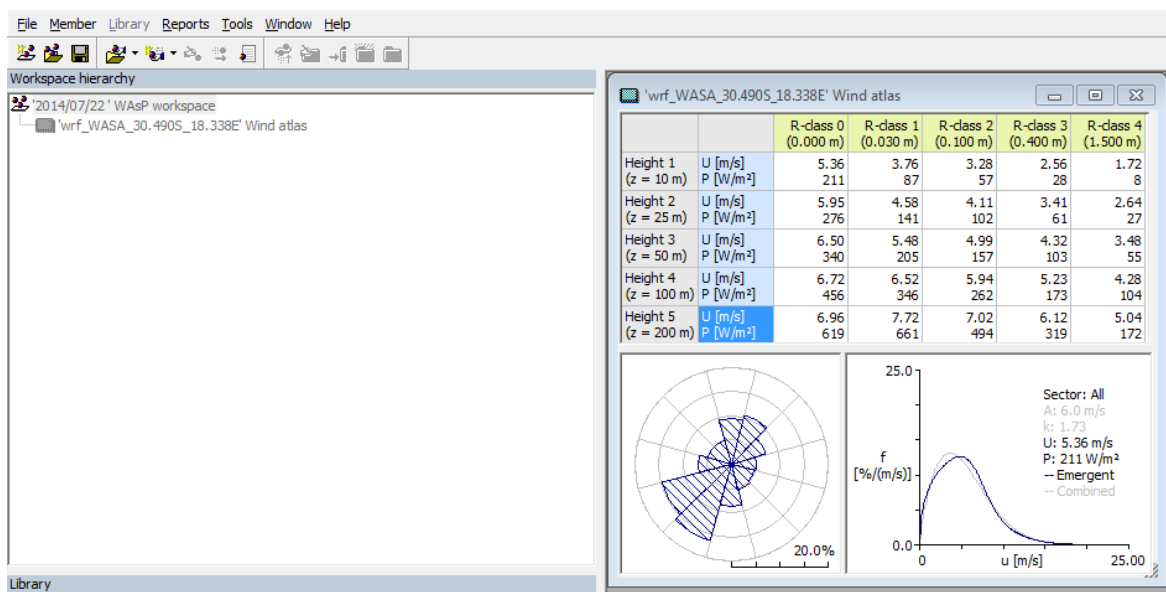 File Member Library Reports Tools Window Help
Workspace hierarchy
'2014/07/22 ' WAsP workspace
'wrf_WASA_30.490S_18.338E' Wind atlas
'wrf_WASA_30.490S_18.338E' Wind atlas
R-class 0 R-class 1 R-class 2 R-class 3 R-class 4
(0.000 m) (0.030 m) (0.100 m) (0.400 m) (1.500 m)
Height 1 U [m/s] 5.36 3.76 3.28 2.56 1.72
(z = 10 m) P [W/m²] 211 87 57 28 8
Height 2 U [m/s] 5.95 4.58 4.11 3.41 2.64
(z = 25 m) P [W/m²] 276 141 102 61 27
Height 3 U [m/s] 6.50 5.48 4.99 4.32 3.48
(z = 50 m) P [W/m²] 340 205 157 103 55
Height 4 U [m/s] 6.72 6.52 5.94 5.23 4.28
(z = 100 m) P [W/m²] 456 346 262 173 104
Height 5 U [m/s] 6.96 7.72 7.02 6.12 5.04
(z = 200 m) P [W/m²] 619 661 494 319 172
20.0%
25.0
f
[%/(m/s)]
0.0
0 u [m/s] 25.00
Sector: All
A: 6.0 m/s
k: 1.73
U: 5.36 m/s
P: 211 W/m²
-- Emergent
-- Combined
Library